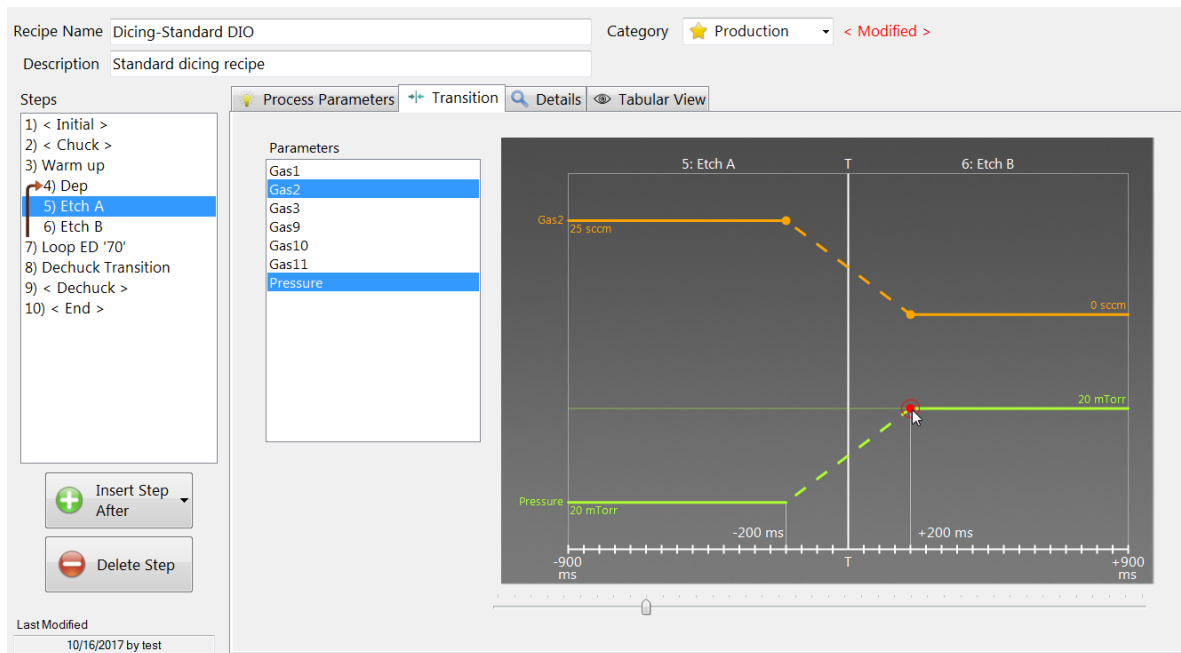 Recipe Name Dicing-Standard DIO Category Production < Modified >
Description Standard dicing recipe
Steps
Process Parameters Transition Details Tabular View
1) < Initial >
2) < Chuck >
3) Warm up
4) Dep
5) Etch A
6) Etch B
7) Loop ED '70'
8) Dechuck Transition
9) < Dechuck >
10) < End >
Insert Step
After
Delete Step
Last Modified
10/16/2017 by test
Parameters
Gas1
Gas2
Gas3
Gas9
Gas10
Gas11
Pressure
5: Etch A T 6: Etch B
Gas2
25 sccm
0 sccm
20 mTorr
Pressure
20 mTorr
-200 ms +200 ms
-900 T +900
ms ms